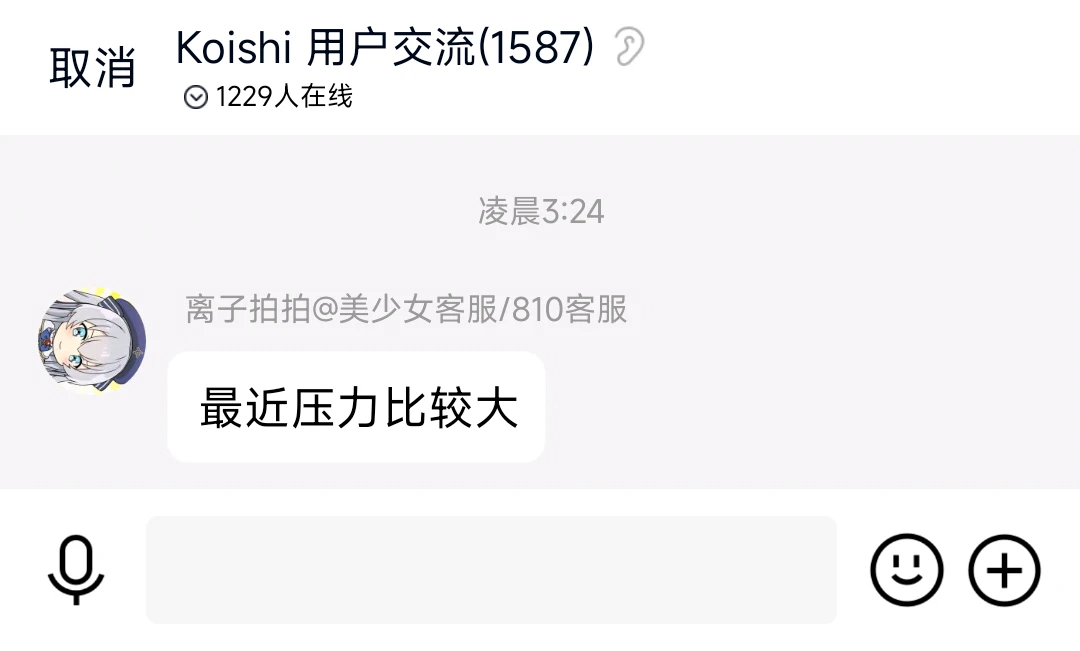 取消
Koishi 用户交流(1587)
1229人在线
凌晨3:24
离子拍拍@美少女客服/810客服
最近压力比较大